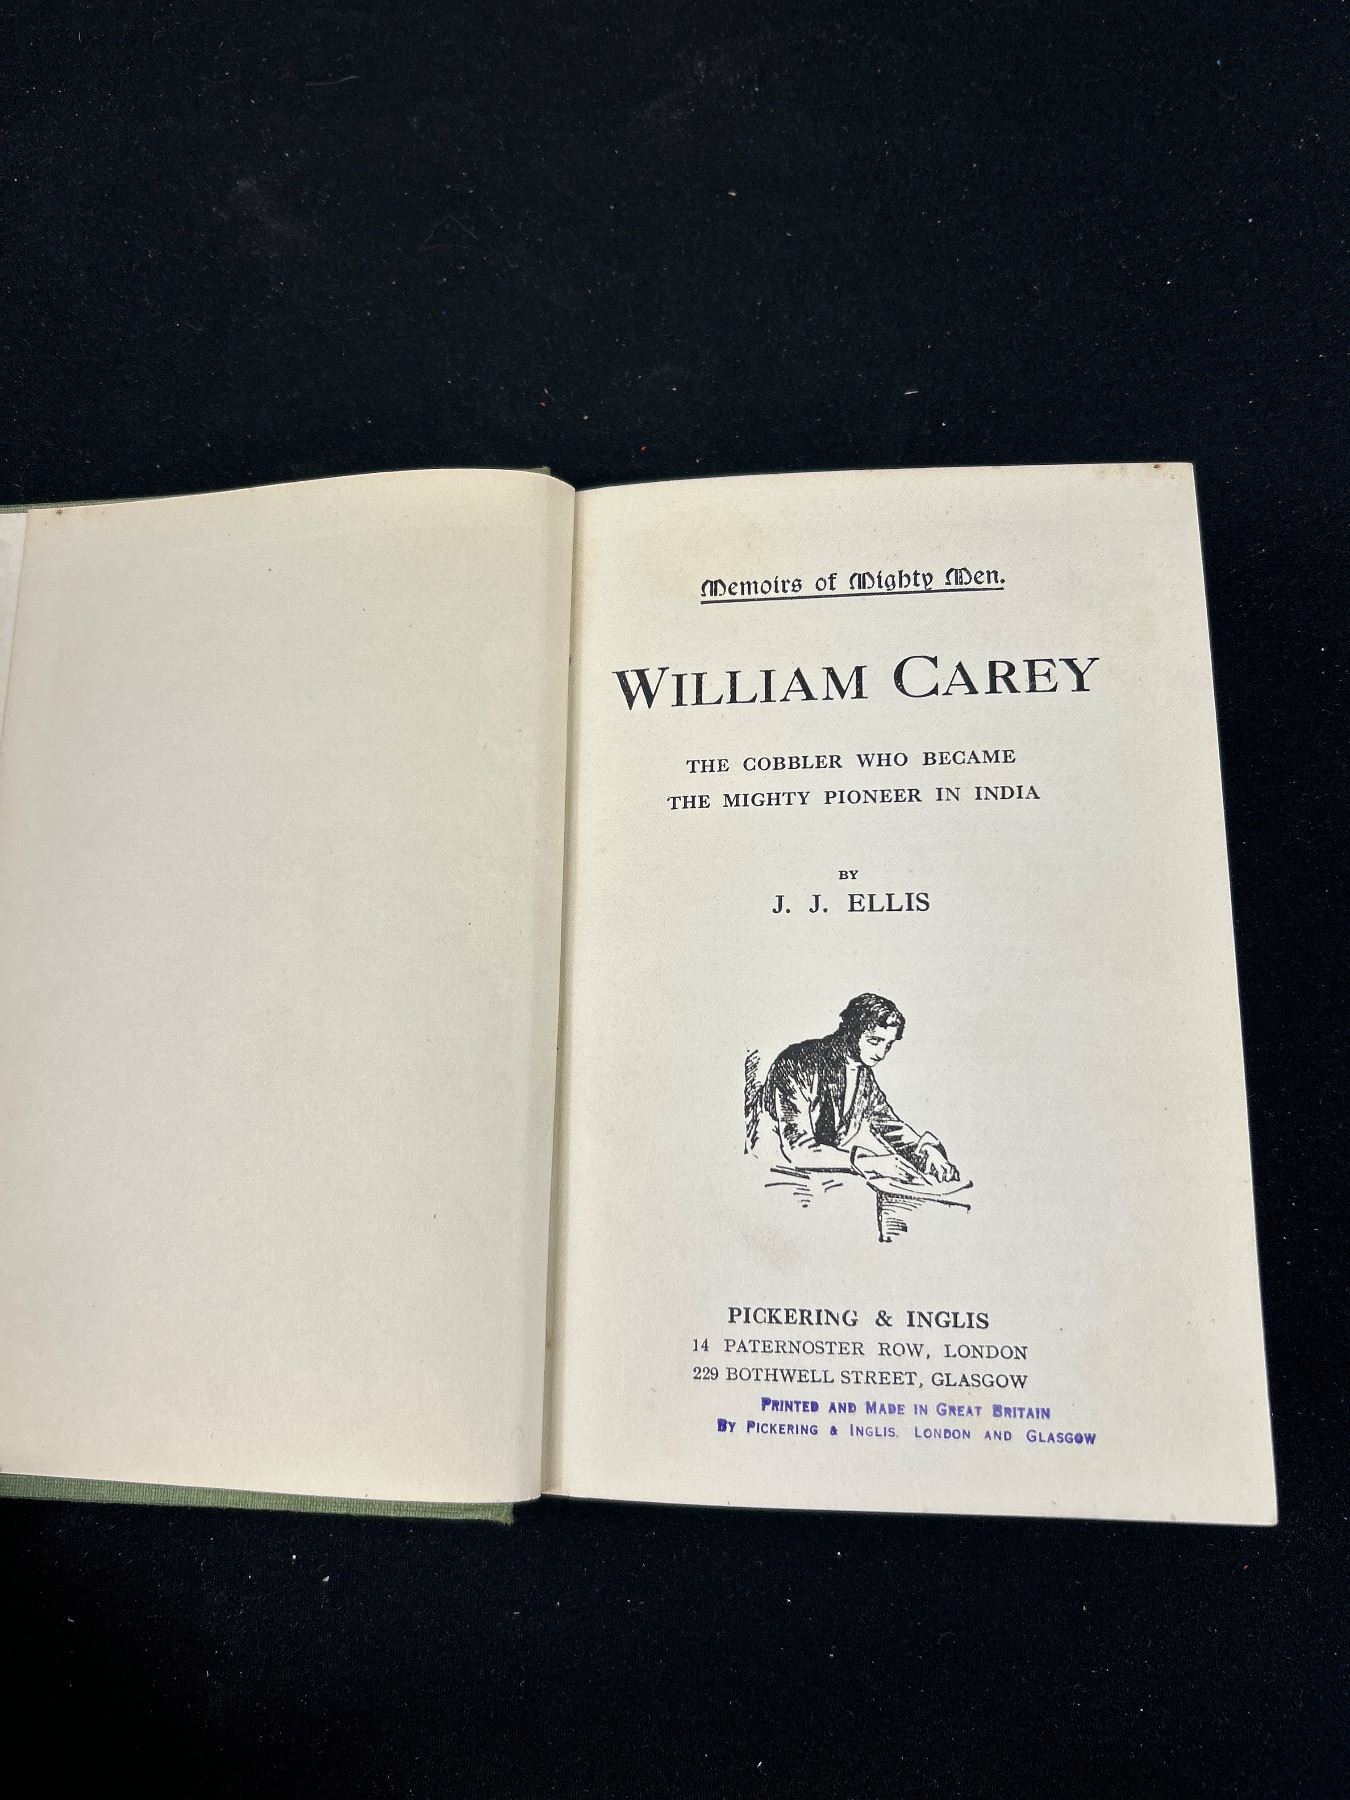 Memoirs of Mighty Men.
WILLIAM CAREY
THE COBBLER WHO BECAME
THE MIGHTY PIONEER IN INDIA
BY
J. J. ELLIS
PICKERING & INGLIS
14 PATERNOSTER ROW, LONDON
229 BOTHWELL STREET, GLASGOW
PRINTED AND MADE IN GREAT BRITAIN
BY PICKERING & INGLIS. LONDON AND GLASGOW